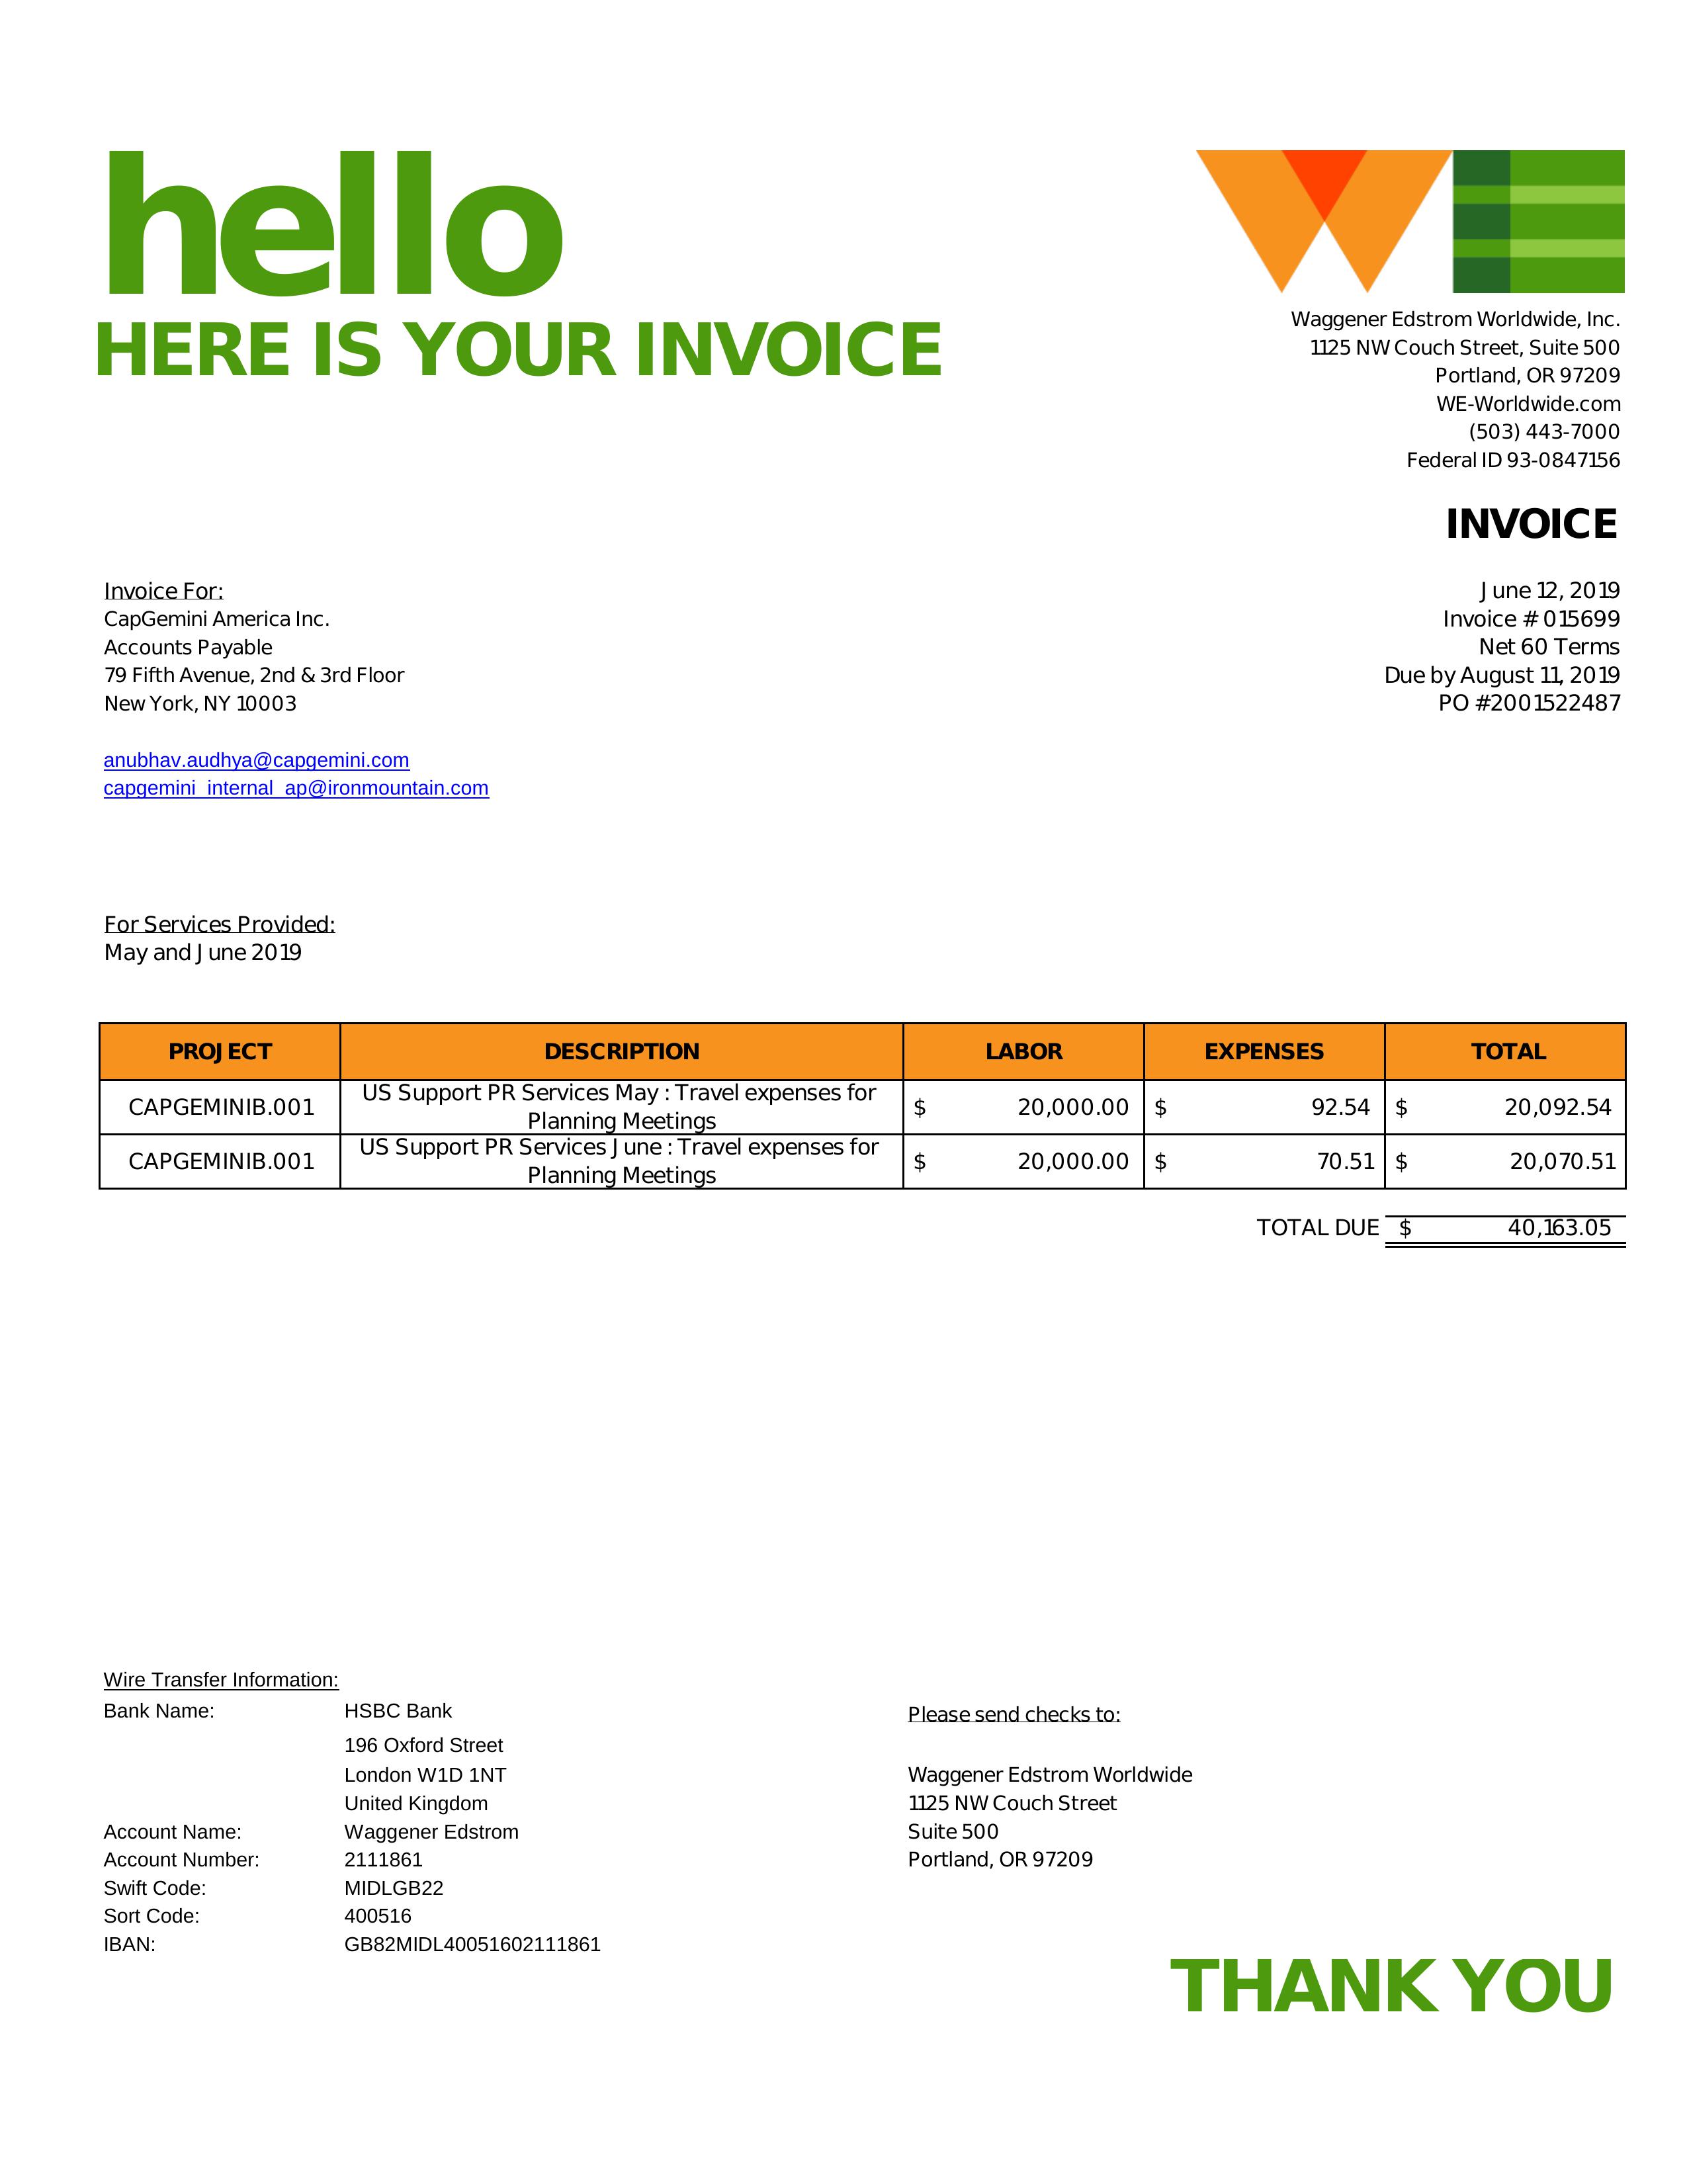 hello
WE
HERE IS YOUR INVOICE
Waggener Edstrom Worldwide, Inc.
1125 NW Couch Street, Suite 500
Portland, OR 97209
WE-Worldwide.com
(503) 443-7000
Federal ID 93-0847156
INVOICE
Invoice For:
CapGemini America Inc.
Accounts Payable
79 Fifth Avenue, 2nd & 3rd Floor
New York, NY 10003
June 12, 2019
Invoice # 015699
Net 60 Terms
Due by August 11, 2019
PO #2001522487
anubhav.audhya@capgemini.com
capgemini_internal_ap@ironmountain.com
For Services Provided:
May and June 2019
PROJECT DESCRIPTION LABOR EXPENSES TOTAL
CAPGEMINIB.001 US Support PR Services May : Travel expenses for
Planning Meetings $ 20,000.00 $ 92.54 $ 20,092.54
CAPGEMINIB.001 US Support PR Services June : Travel expenses for
Planning Meetings $ 20,000.00 $ 70.51 $ 20,070.51
TOTAL DUE $ 40,163.05
Wire Transfer Information:
Bank Name: HSBC Bank
196 Oxford Street
London W1D 1NT
United Kingdom
Account Name: Waggener Edstrom
Account Number: 2111861
Swift Code: MIDLGB22
Sort Code: 400516
IBAN: GB82MIDL40051602111861
Please send checks to:
Waggener Edstrom Worldwide
1125 NW Couch Street
Suite 500
Portland, OR 97209
THANK YOU